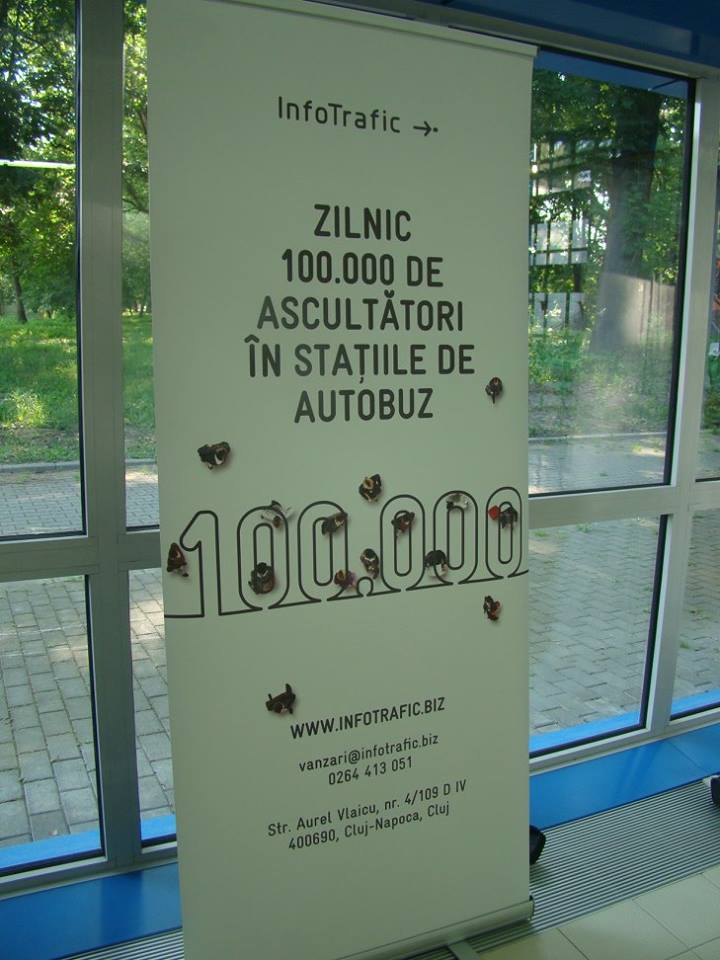 InfoTrafic
ZILNIC
100.000 DE
ASCULTĂTORI
ÎN STAȚIILE DE
AUTOBUZ
100.000
WWW.INFOTRAFIC.BIZ
vanzari@infotrafic.biz
0264 413 051
Str. Aurel Vlaicu, nr. 4/109 D IV
400690, Cluj-Napoca, Cluj